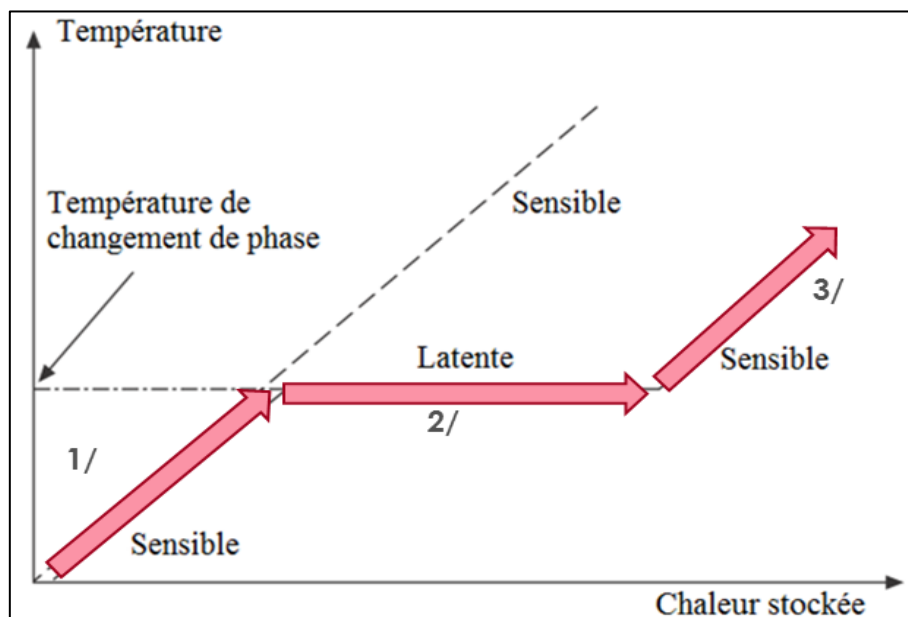 Température
Sensible
Température de
changement de phase
3/
Latente
Sensible
2/
1/
Sensible
Chaleur stockée